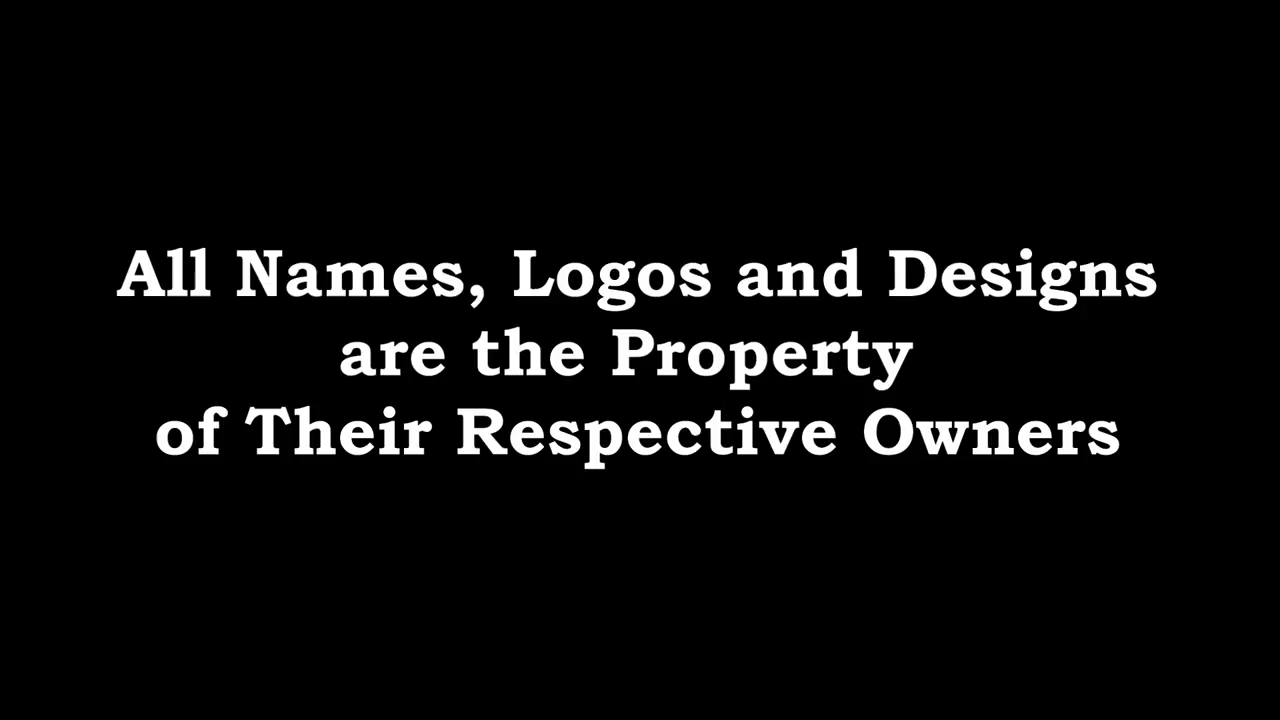 All Names, Logos and Designs
are the Property
of Their Respective Owners